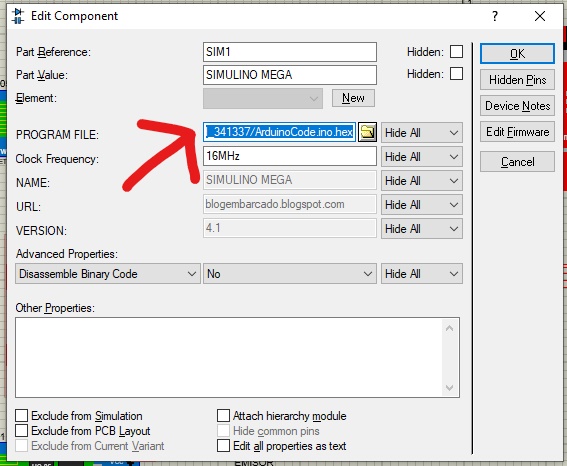 Edit Component
? ×
Part Reference: SIM1 Hidden:
Part Value: SIMULINO MEGA Hidden:
Element: New
PROGRAM FILE: _341337/ArduinoCode.ino.hex Hide All
Clock Frequency: 16MHz Hide All
NAME: SIMULINO MEGA Hide All
URL: blogembarcado.blogspot.com Hide All
VERSION: 4.1 Hide All
Advanced Properties:
Disassemble Binary Code No Hide All
Other Properties:
Exclude from Simulation Attach hierarchy module
Exclude from PCB Layout Hide common pins
Exclude from Current Variant Edit all properties as text
OK
Hidden Pins
Device Notes
Edit Firmware
Cancel
EMISOR